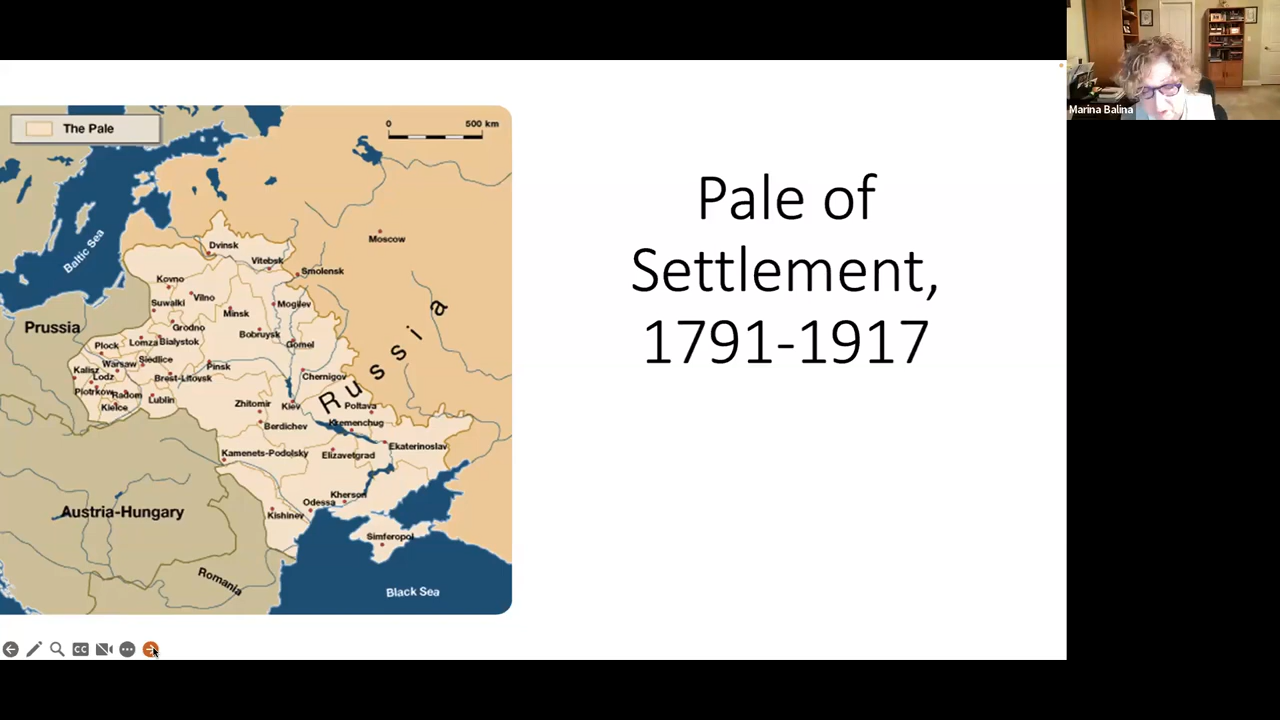 Marina Balina
The Pale
0 500 km
Baltic Sea
Dvinsk
Moscow
Vitebsk
Smolensk
Kovno
Suwalki
Vilno
Mogilev
Minsk
Prussia
Grodno
Bobruysk
Plock
Lomza
Bialystok
Gomel
Siedlice
Warsaw
Kalisz
Lodz
Pinsk
Brest-Litovsk
Chernigov
Piotrkow
Radom
Lublin
Kielce
Russia
Zhitomir
Kiev
Poltava
Kremenchug
Berdichev
Ekaterinoslav
Kamenets-Podolsky
Elizavetgrad
Kherson
Odessa
Austria-Hungary
Kishinev
Simferopol
Romania
Black Sea
Pale of
Settlement,
1791-1917
CC